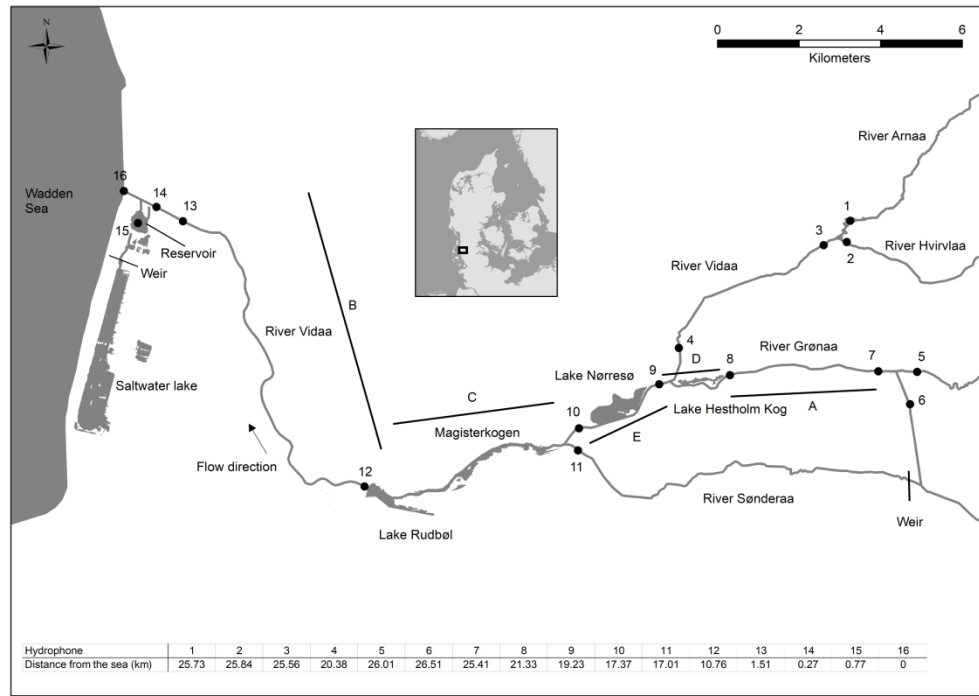 N
0 2 4 6
Kilometers
River Arnaa
16
Wadden
Sea
14
13
1
3
15
Reservoir
2
River Hvirvlaa
Weir
River Vidaa
B
River Vidaa
4
River Grønaa
D
8
7
5
Lake Nørresø
9
Saltwater lake
C
A
6
Lake Hestholm Kog
10
Magisterkogen
E
Flow direction
11
12
River Sønderaa
Weir
Lake Rudbøl
Hydrophone 1 2 3 4 5 6 7 8 9 10 11 12 13 14 15 16
Distance from the sea (km) 25.73 25.84 25.56 20.38 26.01 26.51 25.41 21.33 19.23 17.37 17.01 10.76 1.51 0.27 0.77 0